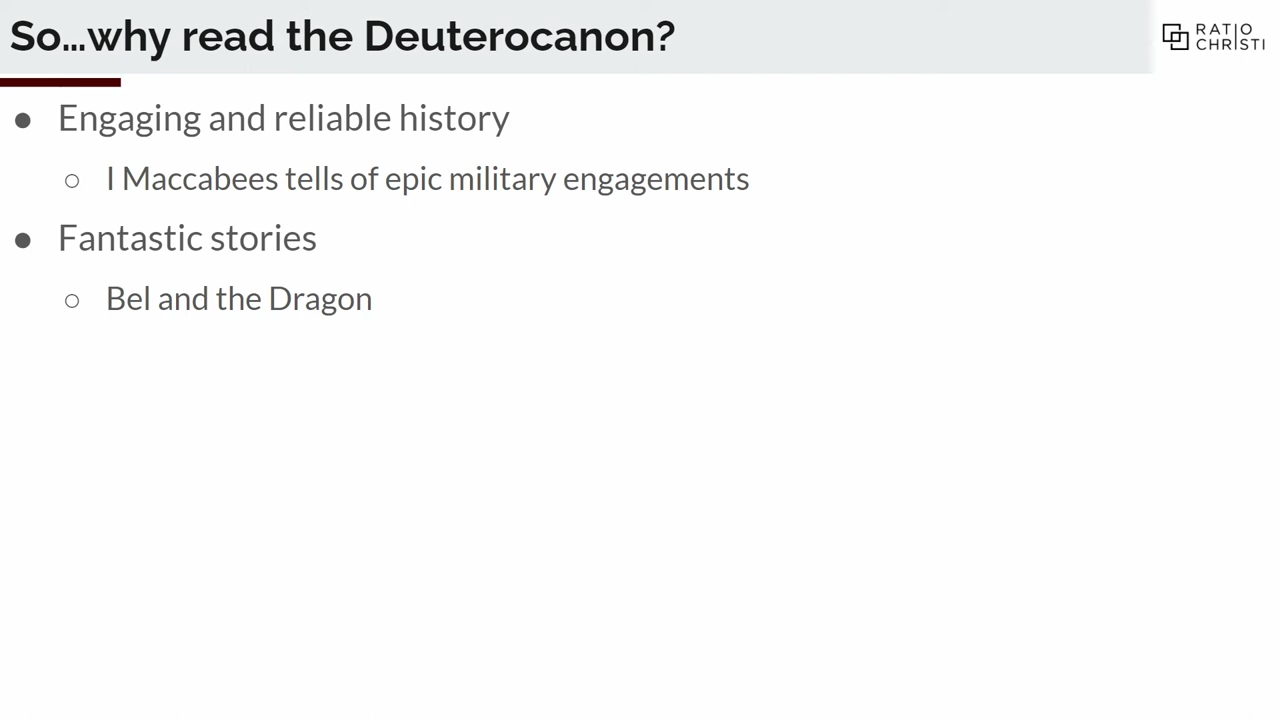 So…why read the Deuterocanon?
RATIO
CHRISTI
● Engaging and reliable history
○ I Maccabees tells of epic military engagements
● Fantastic stories
○ Bel and the Dragon